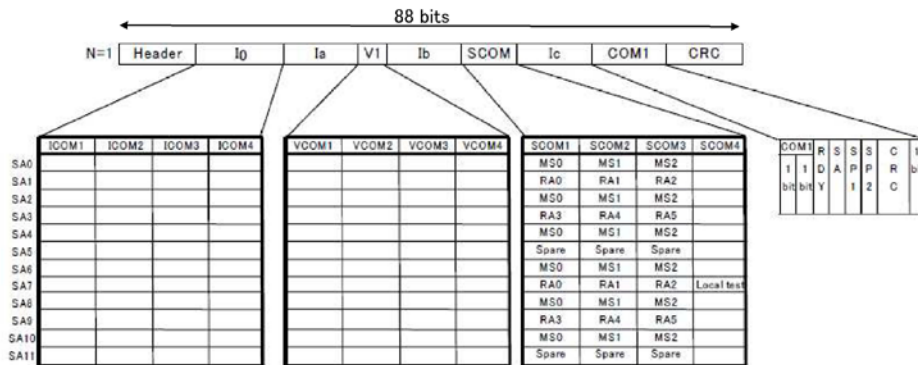 88 bits
N=1 Header I0 Ia V1 Ib SCOM Ic COM1 CRC
ICOM1 ICOM2 ICOM3 ICOM4 VCOM1 VCOM2 VCOM3 VCOM4 SCOM1 SCOM2 SCOM3 SCOM4
SA0 MS0 MS1 MS2
SA1 RA0 RA1 RA2
SA2 MS0 MS1 MS2
SA3 RA3 RA4 RA5
SA4 MS0 MS1 MS2
SA5 Spare Spare Spare
SA6 MS0 MS1 MS2
SA7 RA0 RA1 RA2 Local test
SA8 MS0 MS1 MS2
SA9 RA3 RA4 RA5
SA10 MS0 MS1 MS2
SA11 Spare Spare Spare
COM1
1 bit
1 bit
RDY
SA
SP1
SP2
CRC